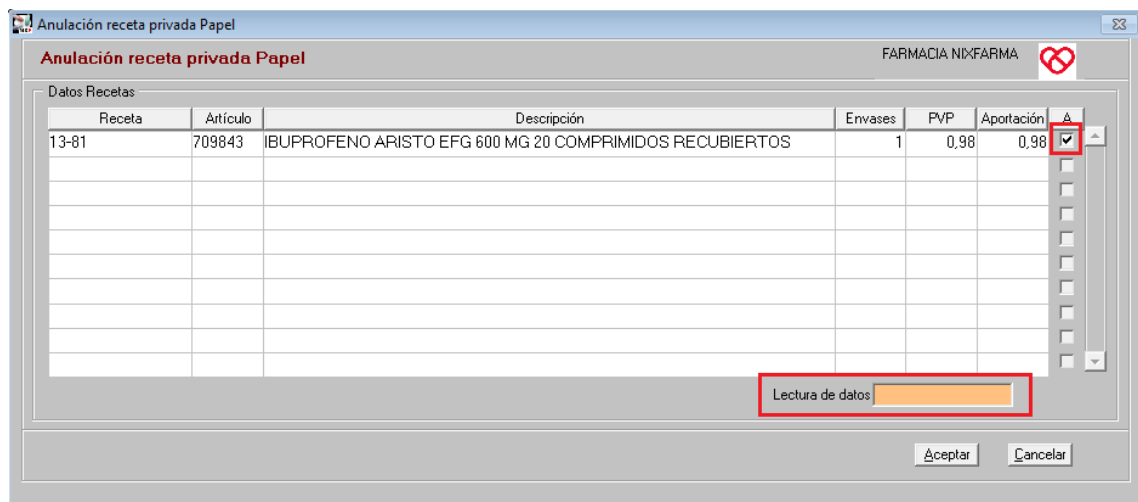 Anulación receta privada Papel
Anulación receta privada Papel
FARMACIA NIXFARMA
Datos Recetas
Receta Artículo Descripción Envases PVP Aportación A
13-81 709843 IBUPROFENO ARISTO EFG 600 MG 20 COMPRIMIDOS RECUBIERTOS 1 0,98 0,98
Lectura de datos
Aceptar Cancelar